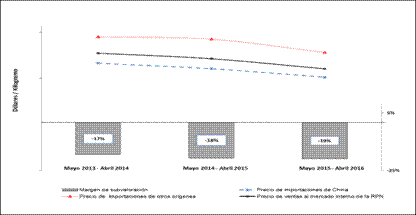 Dólares / Kilogramo
5%
-17%
-18%
-19%
-25%
Mayo 2013 - Abril 2014
Mayo 2014 - Abril 2015
Mayo 2015 - Abril 2016
Margen de subvaloración
Precio de importaciones de China
Precio de importaciones de otros orígenes
Precio de ventas al mercado interno de la RPN